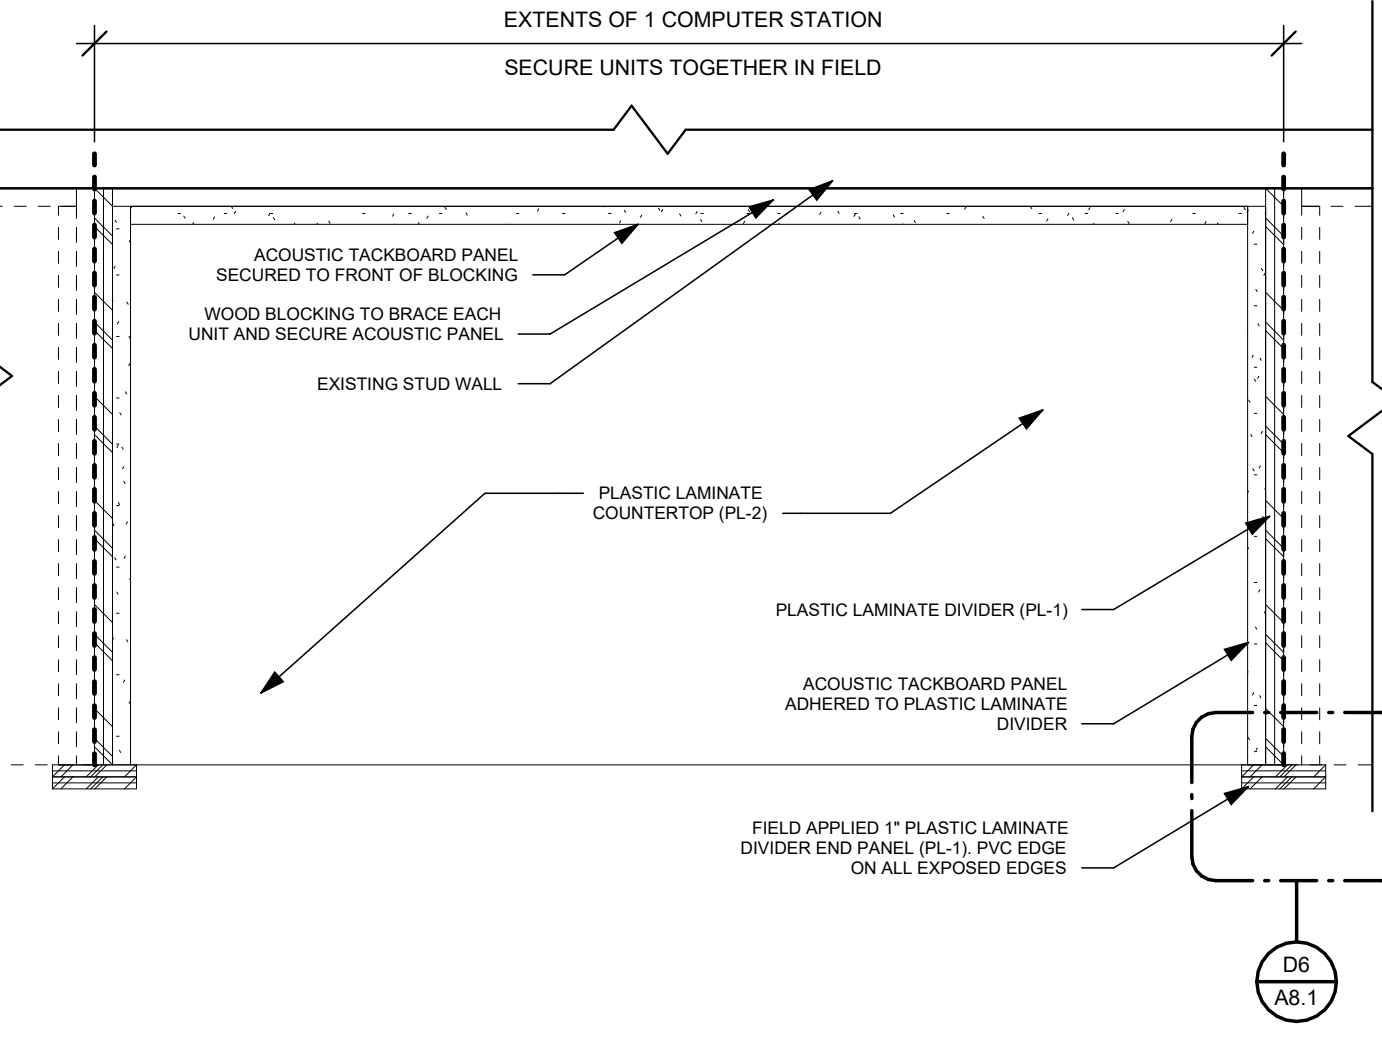 EXTENTS OF 1 COMPUTER STATION
SECURE UNITS TOGETHER IN FIELD
ACOUSTIC TACKBOARD PANEL
SECURED TO FRONT OF BLOCKING
WOOD BLOCKING TO BRACE EACH
UNIT AND SECURE ACOUSTIC PANEL
EXISTING STUD WALL
PLASTIC LAMINATE
COUNTERTOP (PL-2)
PLASTIC LAMINATE DIVIDER (PL-1)
ACOUSTIC TACKBOARD PANEL
ADHERED TO PLASTIC LAMINATE
DIVIDER
FIELD APPLIED 1" PLASTIC LAMINATE
DIVIDER END PANEL (PL-1). PVC EDGE
ON ALL EXPOSED EDGES
D6
A8.1